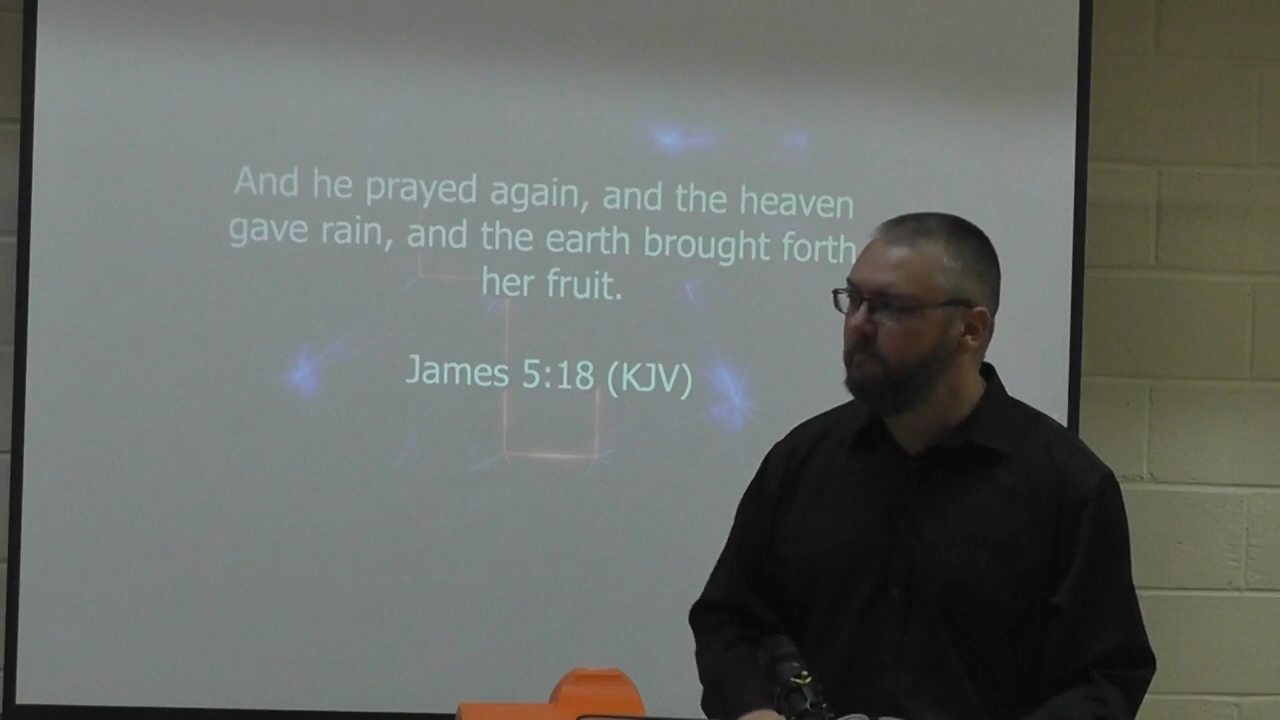 And he prayed again, and the heaven
gave rain, and the earth brought forth
her fruit.
James 5:18 (KJV)